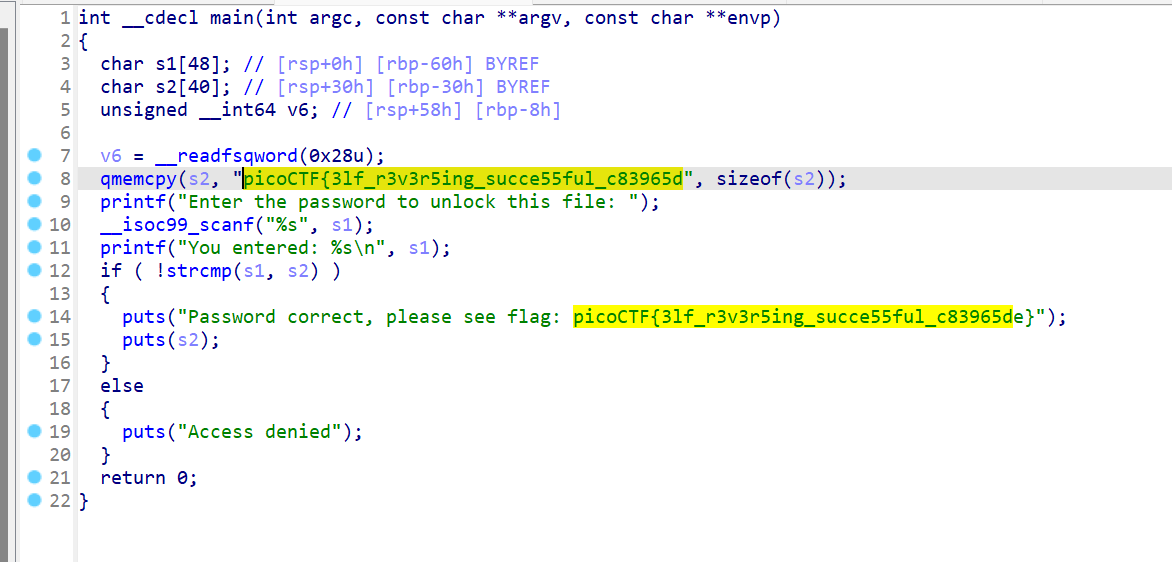 1 int __cdecl main(int argc, const char **argv, const char **envp)
2 {
3 char s1[48]; // [rsp+0h] [rbp-60h] BYREF
4 char s2[40]; // [rsp+30h] [rbp-30h] BYREF
5 unsigned __int64 v6; // [rsp+58h] [rbp-8h]
6
7 v6 = __readfsqword(0x28u);
8 qmemcpy(s2, "picoCTF{3lf_r3v3r5ing_succe55ful_c83965d", sizeof(s2));
9 printf("Enter the password to unlock this file: ");
10 __isoc99_scanf("%s", s1);
11 printf("You entered: %s\n", s1);
12 if ( !strcmp(s1, s2) )
13 {
14 puts("Password correct, please see flag: picoCTF{3lf_r3v3r5ing_succe55ful_c83965de}");
15 puts(s2);
16 }
17 else
18 {
19 puts("Access denied");
20 }
21 return 0;
22 }